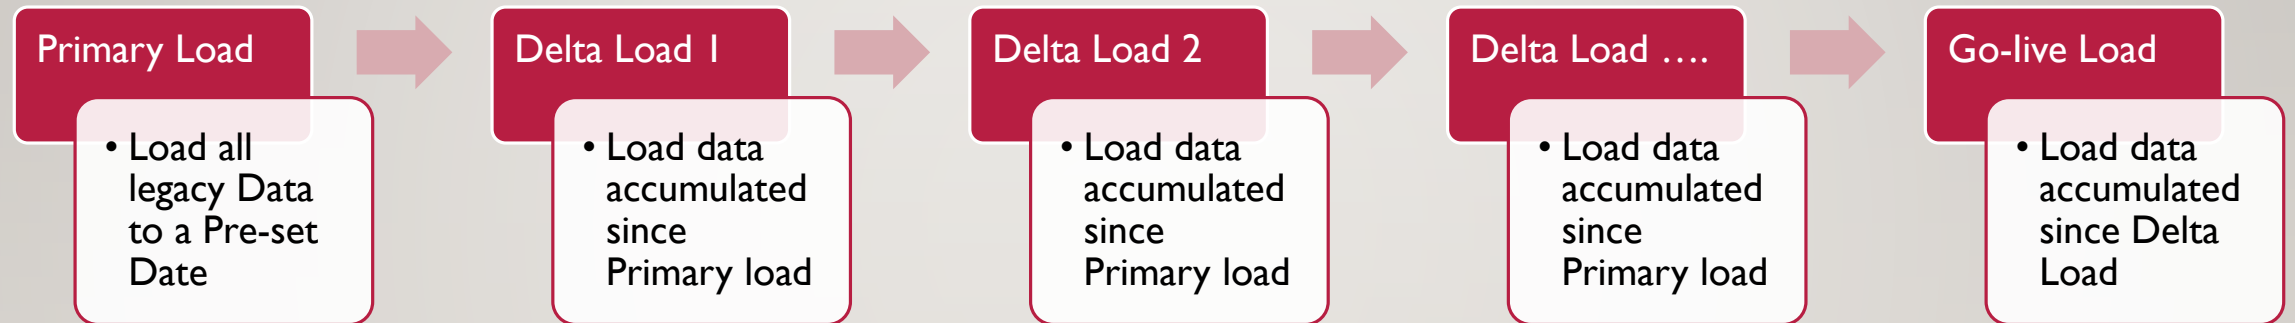 Primary Load
• Load all
legacy Data
to a Pre-set
Date
Delta Load 1
• Load data
accumulated
since
Primary load
Delta Load 2
• Load data
accumulated
since
Primary load
Delta Load ….
• Load data
accumulated
since
Primary load
Go-live Load
• Load data
accumulated
since Delta
Load